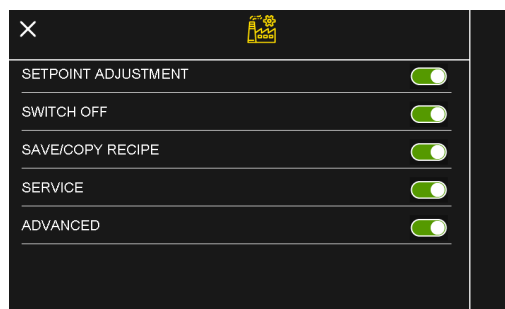 SETPOINT ADJUSTMENT
SWITCH OFF
SAVE/COPY RECIPE
SERVICE
ADVANCED